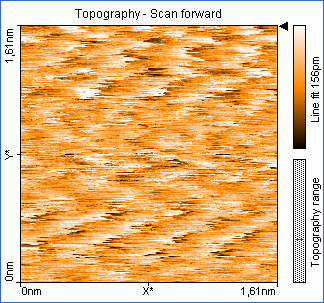 Topography - Scan forward
1,61nm
Y*
0nm
0nm
X*
1,61nm
Line fit 156pm
Topography range